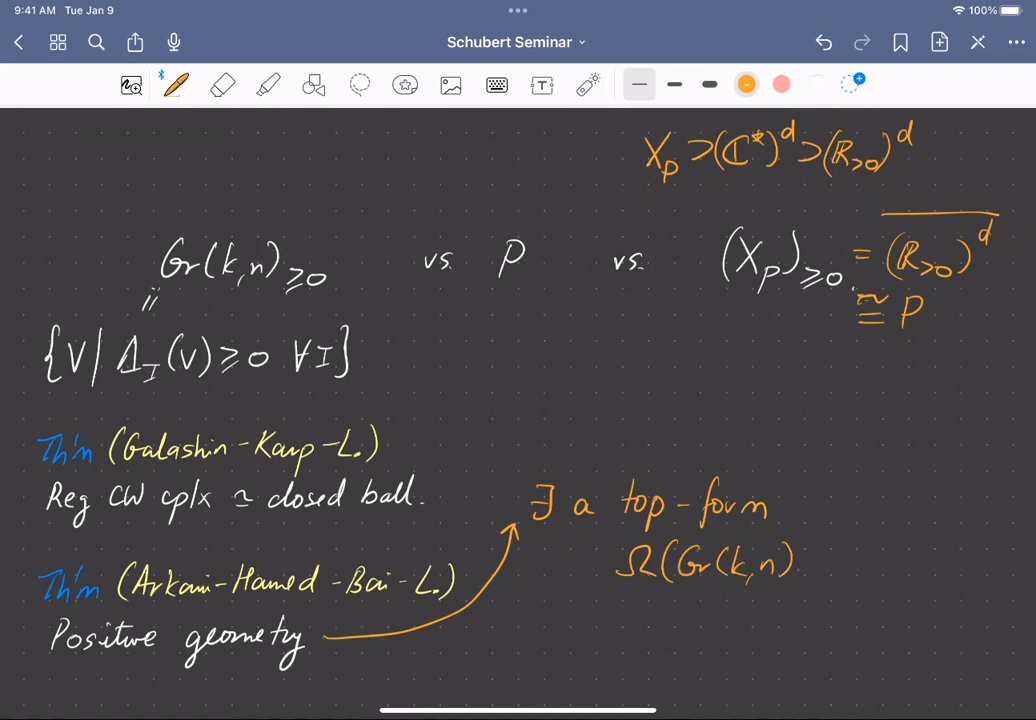 9:41 AM Tue Jan 9
100%
Schubert Seminar
X_P ⊃ (ℂ*)^d ⊃ (ℝ_{>0})^d
Gr(k,n)_{≥0} vs. P vs. (X_P)_{≥0} = \overline{(ℝ_{>0})^d}
≅ P
=
{V | Δ_I(V) ≥ 0 ∀I}
Thm (Galashin-Karp-L.)
Reg CW cplx ≃ closed ball.
Thm (Arkani-Hamed-Bai-L.)
Positive geometry
∃ a top-form
Ω(Gr(k,n)